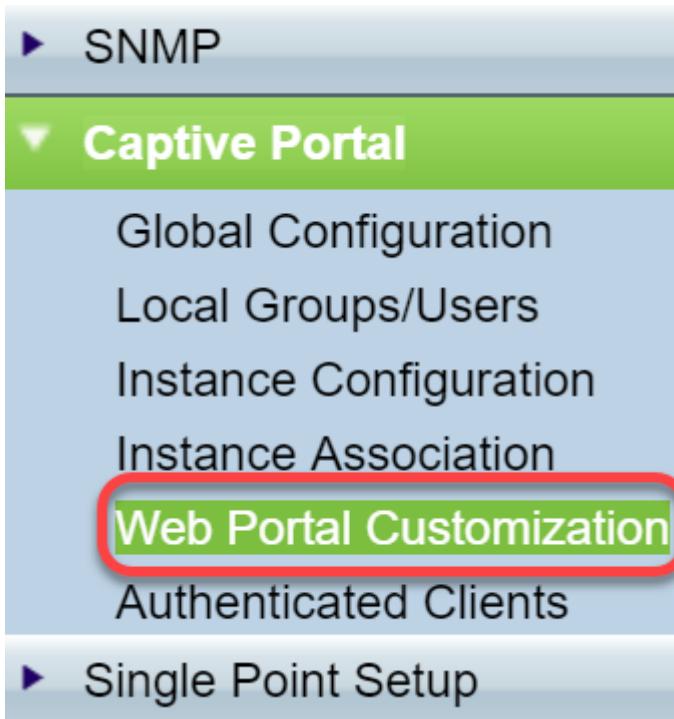 SNMP
Captive Portal
Global Configuration
Local Groups/Users
Instance Configuration
Instance Association
Web Portal Customization
Authenticated Clients
Single Point Setup